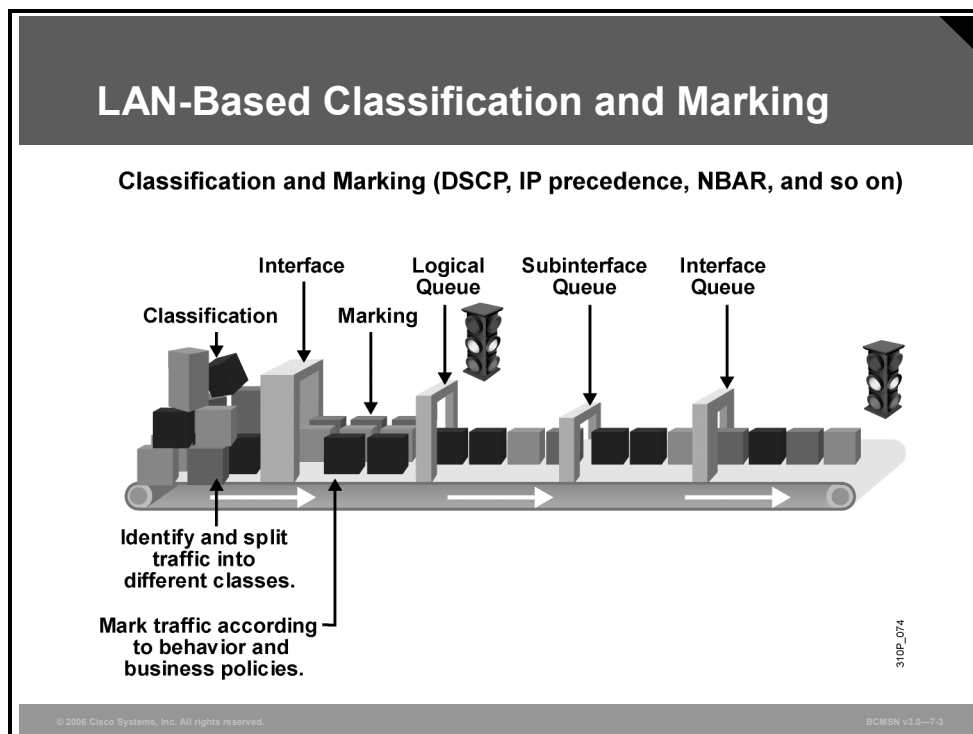 LAN-Based Classification and Marking
Classification and Marking (DSCP, IP precedence, NBAR, and so on)
Interface
Logical
Queue
Subinterface
Queue
Interface
Queue
Classification
Marking
Identify and split
traffic into
different classes.
Mark traffic according
to behavior and
business policies.
310P_074
© 2006 Cisco Systems, Inc. All rights reserved.
BCMSN v3.0—7-3